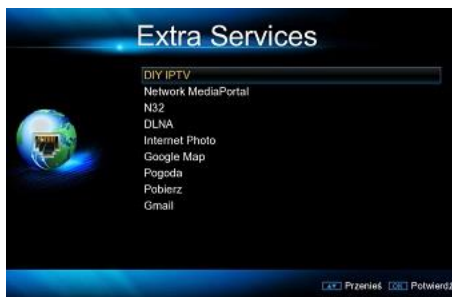 Extra Services
DIY IPTV
Network MediaPortal
N32
DLNA
Internet Photo
Google Map
Pogoda
Pobierz
Gmail
▲▼ Przenieś OK Potwierdź